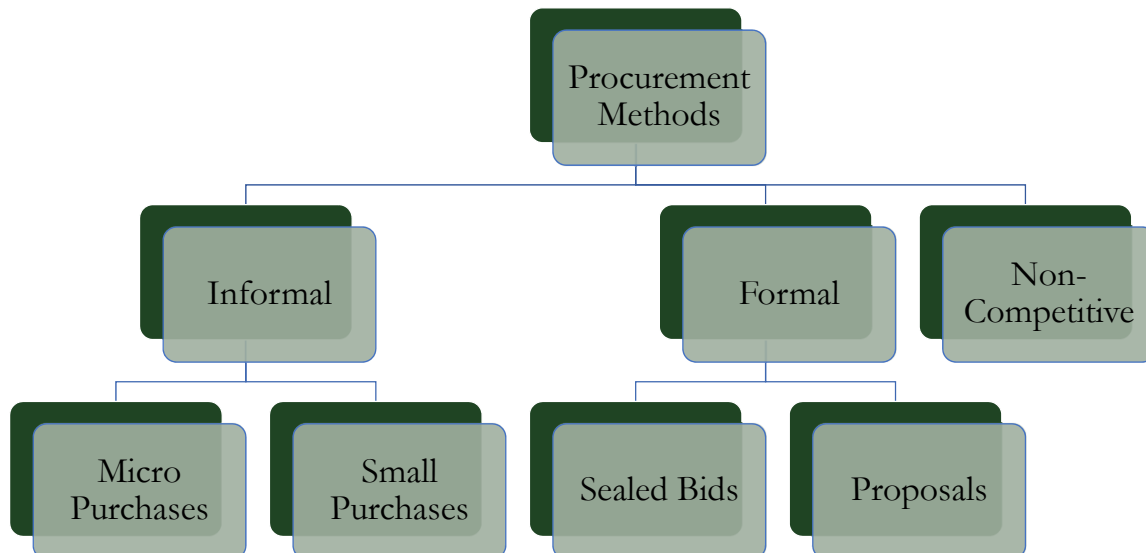 Procurement
Methods
Informal
Formal
Non-
Competitive
Micro
Purchases
Small
Purchases
Sealed Bids
Proposals